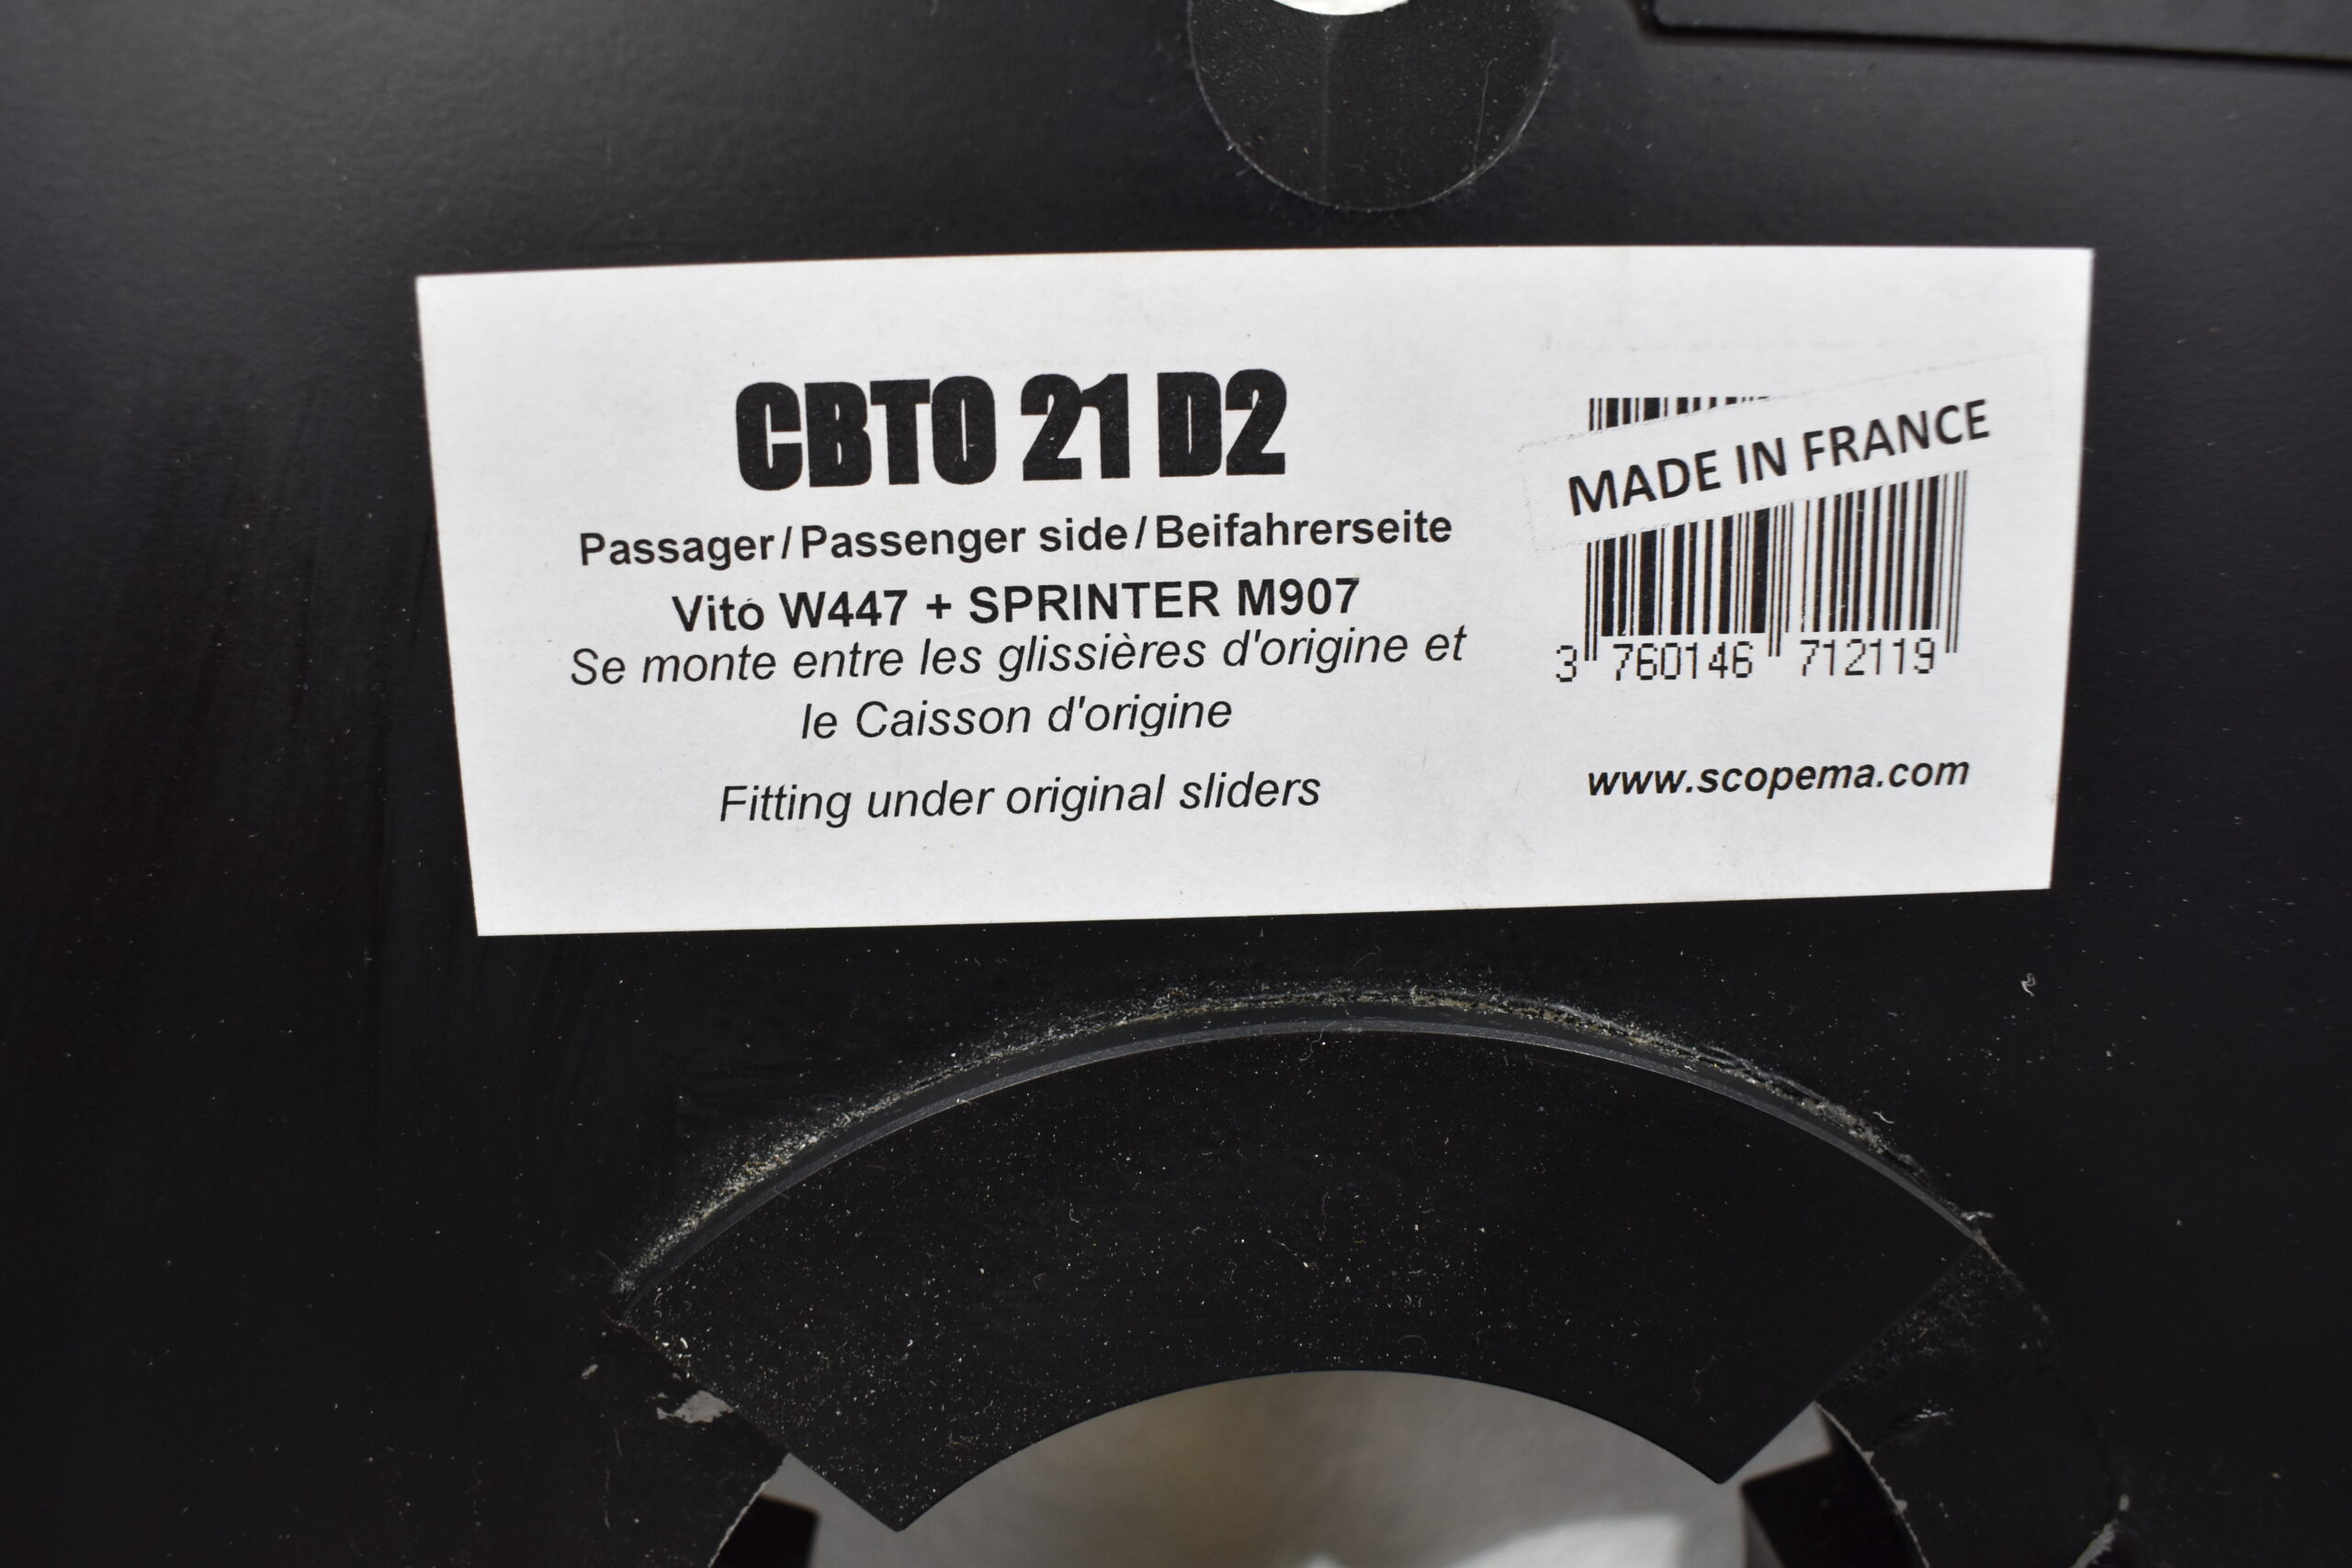 CBTO 21 D2
Passager/Passenger side/Beifahrerseite
Vito W447 + SPRINTER M907
Se monte entre les glissières d'origine et
le Caisson d'origine
Fitting under original sliders
MADE IN FRANCE
3 760146 712119
www.scopema.com